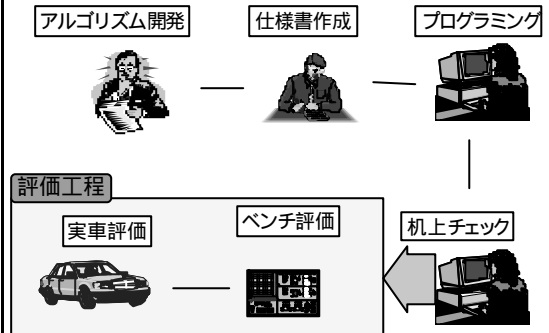 アルゴリズム開発
仕様書作成
プログラミング
評価工程
実車評価
ベンチ評価
机上チェック